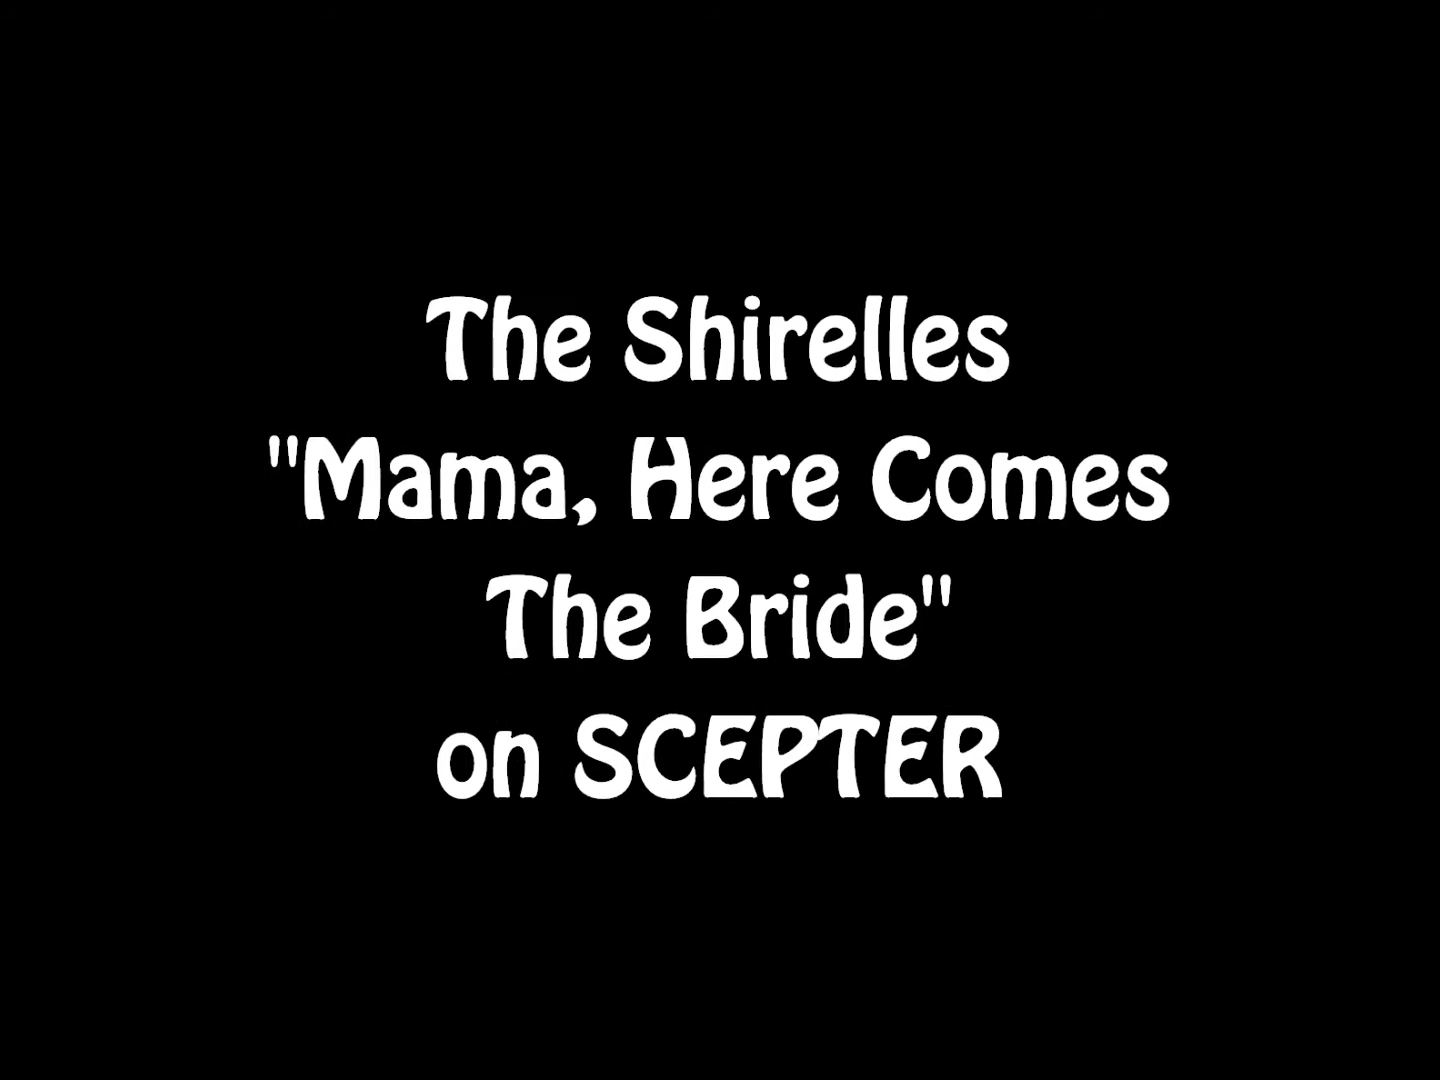 The Shirelles
"Mama, Here Comes
The Bride"
on SCEPTER